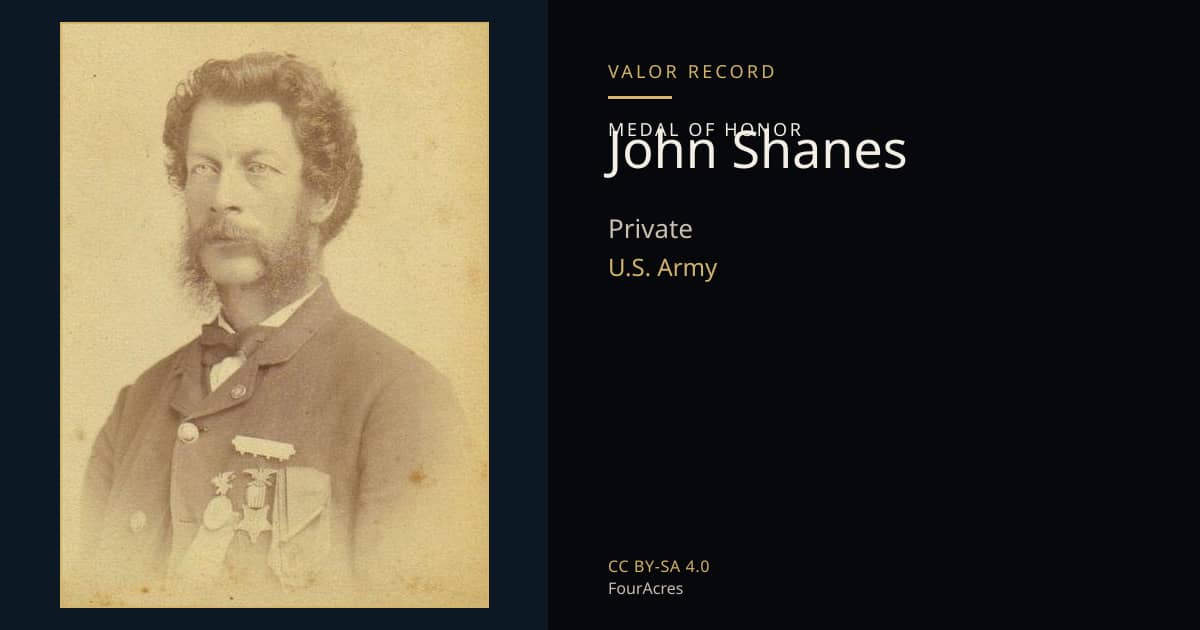 VALOR RECORD
MEDAL OF HONOR
John Shanes
Private
U.S. Army
CC BY-SA 4.0
FourAcres